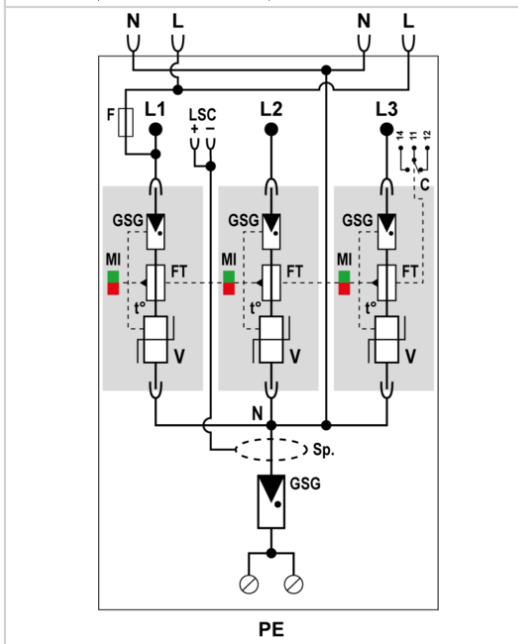 N L N L
F L1 LSC L2 L3
+ −
14 11 12
C
GSG GSG GSG
MI FT MI FT MI FT
t° t° t°
V V V
N
Sp.
GSG
PE